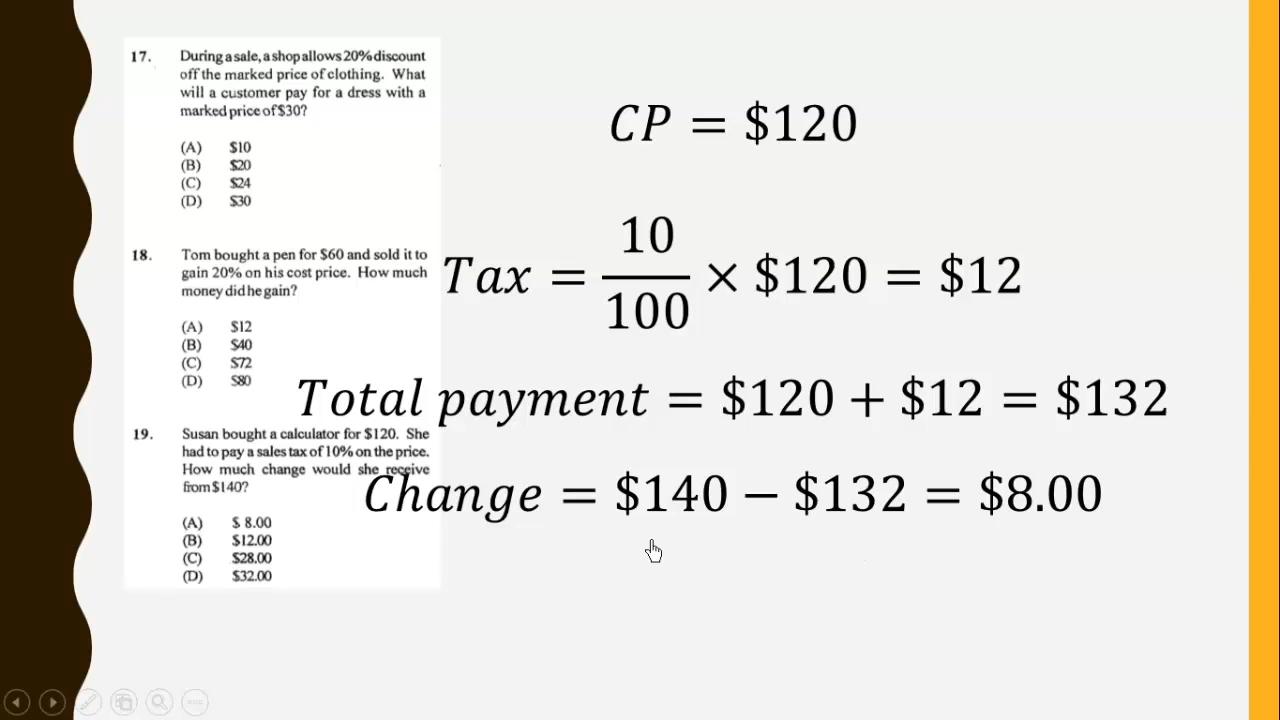 17. During a sale, a shop allows 20% discount
off the marked price of clothing. What
will a customer pay for a dress with a
marked price of $30?
(A) $10
(B) $20
(C) $24
(D) $30
18. Tom bought a pen for $60 and sold it to
gain 20% on his cost price. How much
money did he gain?
(A) $12
(B) $40
(C) $72
(D) $80
19. Susan bought a calculator for $120. She
had to pay a sales tax of 10% on the price.
How much change would she receive
from $140?
(A) $ 8.00
(B) $12.00
(C) $28.00
(D) $32.00
CP = $120
Tax = 10/100 × $120 = $12
Total payment = $120 + $12 = $132
Change = $140 − $132 = $8.00